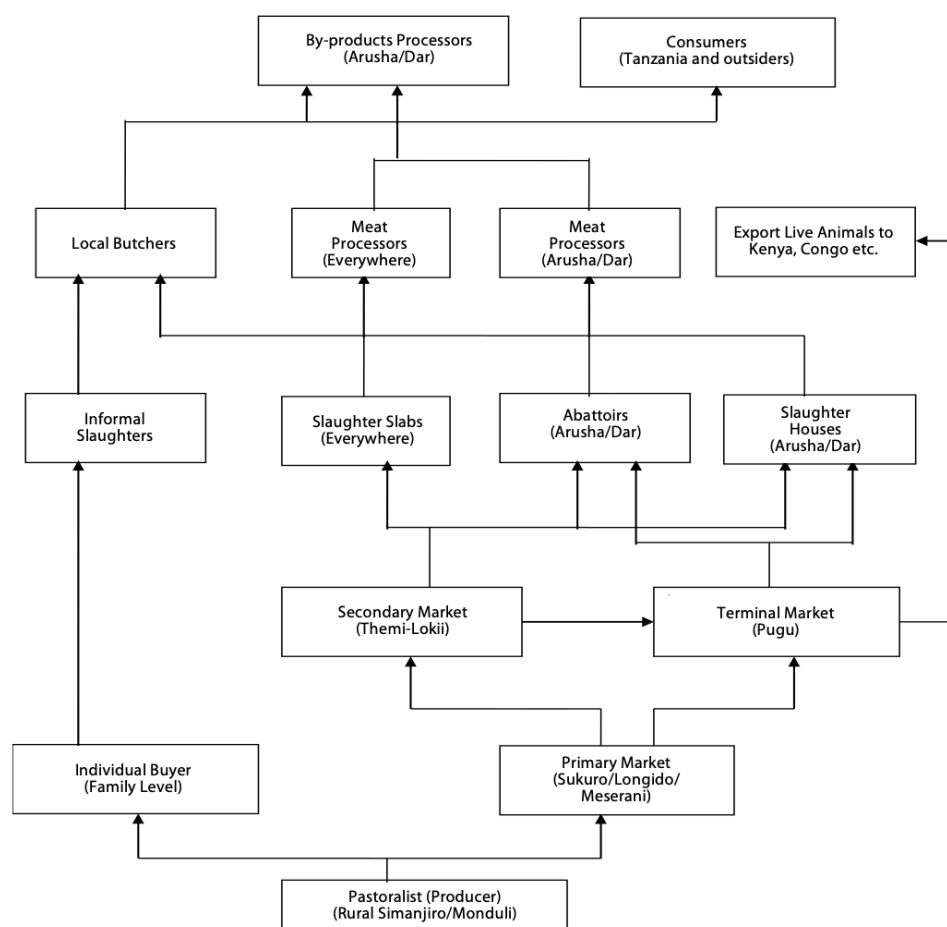 By-products Processors
(Arusha/Dar)
Consumers
(Tanzania and outsiders)
Local Butchers
Meat
Processors
(Everywhere)
Meat
Processors
(Arusha/Dar)
Export Live Animals to
Kenya, Congo etc.
Informal
Slaughters
Slaughter Slabs
(Everywhere)
Abattoirs
(Arusha/Dar)
Slaughter
Houses
(Arusha/Dar)
Secondary Market
(Themi-Lokii)
Terminal Market
(Pugu)
Individual Buyer
(Family Level)
Primary Market
(Sukuro/Longido/
Meserani)
Pastoralist (Producer)
(Rural Simanjiro/Monduli)